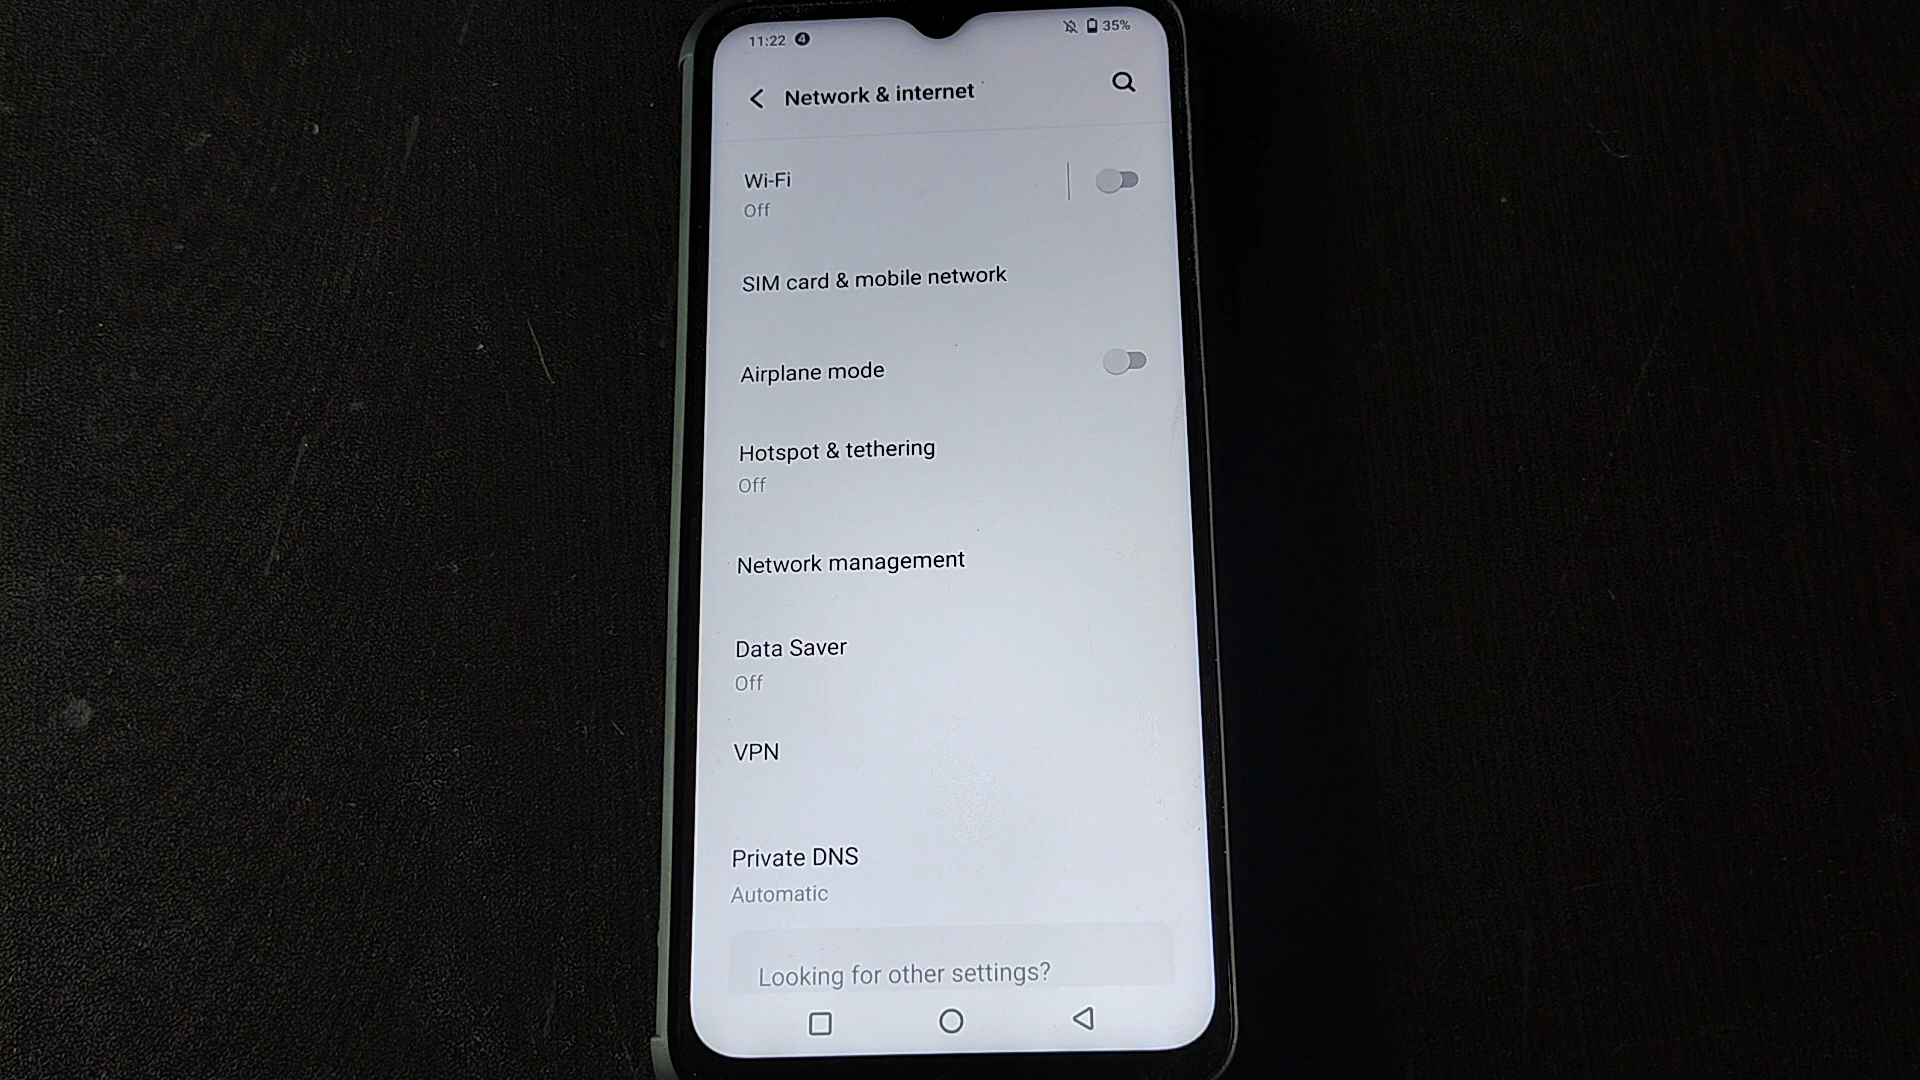 11:22 4 35%
Network & internet
Wi-Fi
Off
SIM card & mobile network
Airplane mode
Hotspot & tethering
Off
Network management
Data Saver
Off
VPN
Private DNS
Automatic
Looking for other settings?